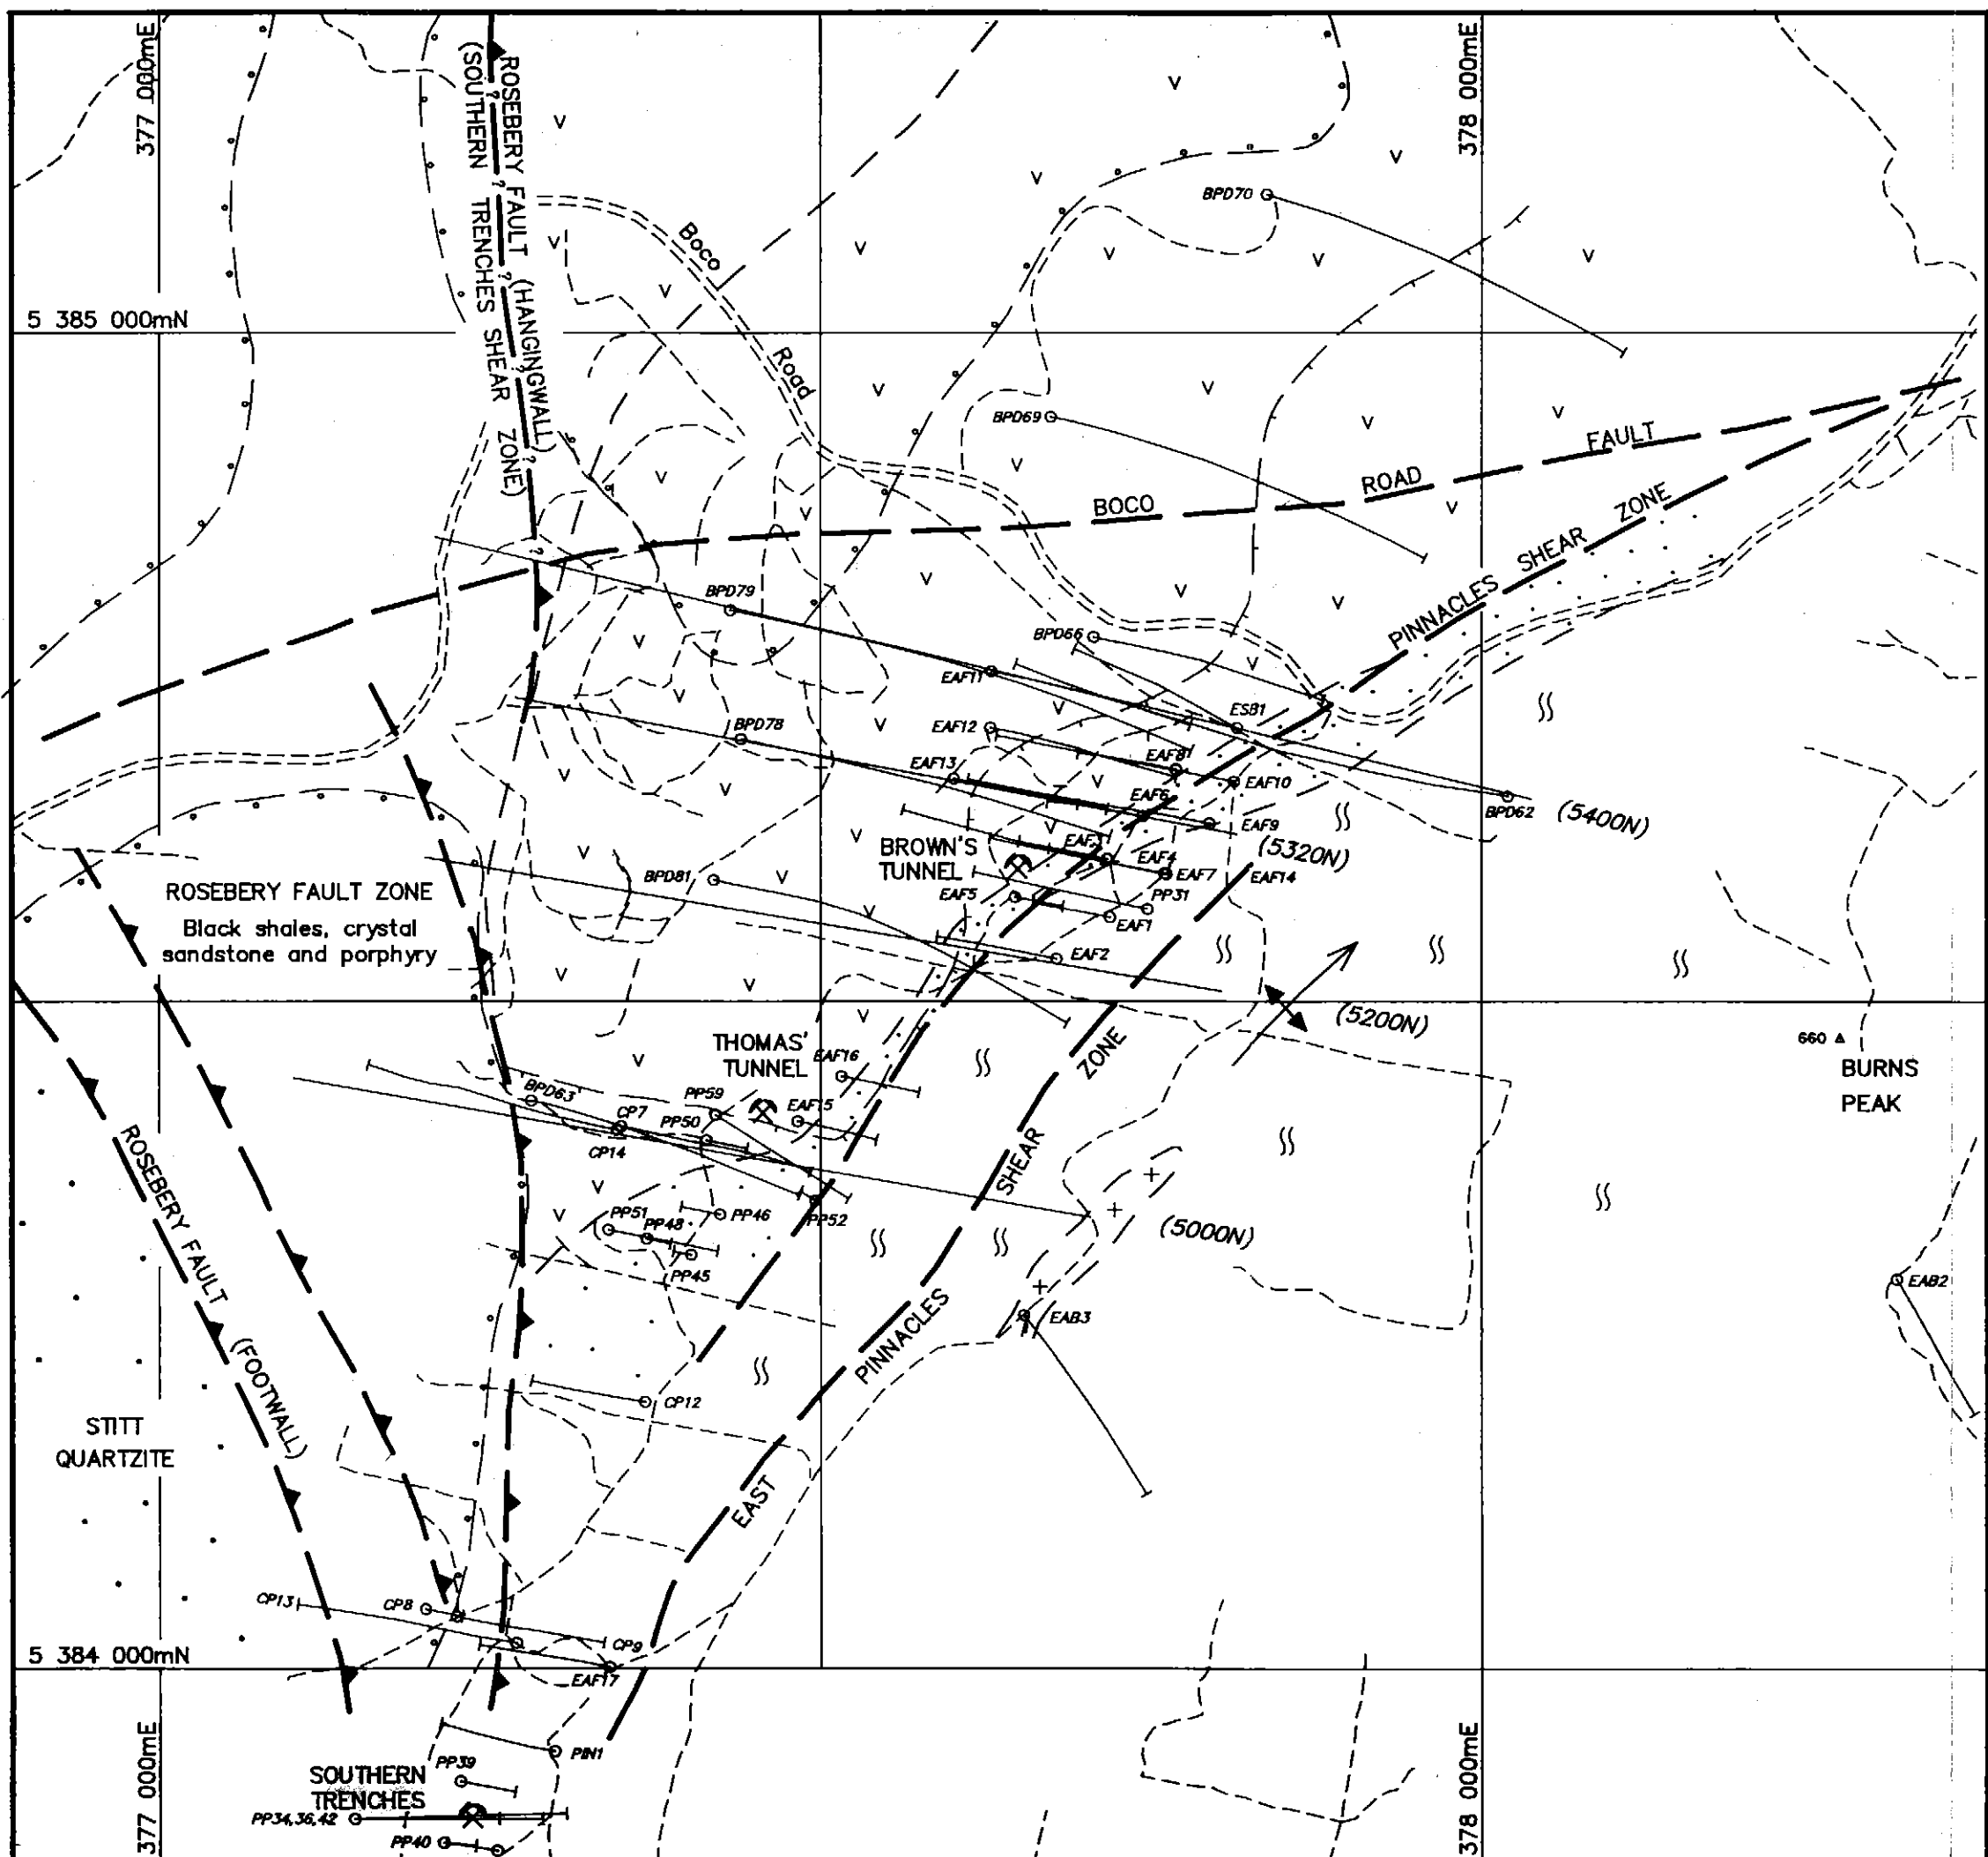 377 000mE
ROSEBERY FAULT (HANGINGWALL)
(SOUTHERN TRENCHES SHEAR ZONE)
378 000mE
BPD70
Boco
Road
5 385 000mN
BPD69
FAULT
ROAD
BOCO
PINNACLES SHEAR ZONE
BPD79
BPD66
EAF11
ESB1
BPD78
EAF12
EAF13
EAF8
EAF10
EAF6
BPD62
(5400N)
EAF9
(5320N)
BROWN'S
TUNNEL
EAF3
EAF4
EAF7
EAF14
BPD81
EAF5
PP31
EAF1
ROSEBERY FAULT ZONE
Black shales, crystal
sandstone and porphyry
EAF2
(5200N)
660
BURNS
PEAK
THOMAS'
TUNNEL
EAF16
BPD63
CP7
PP59
PP50
EAF15
CP14
PP51
PP48
PP46
PP52
PP45
(5000N)
EAB3
EAB2
EAST PINNACLES SHEAR ZONE
ROSEBERY FAULT (FOOTWALL)
CP12
STITT
QUARTZITE
CP13
CP8
CP9
5 384 000mN
EAF17
377 000mE
PIN1
378 000mE
PP39
SOUTHERN
TRENCHES
PP34,36,42
PP40